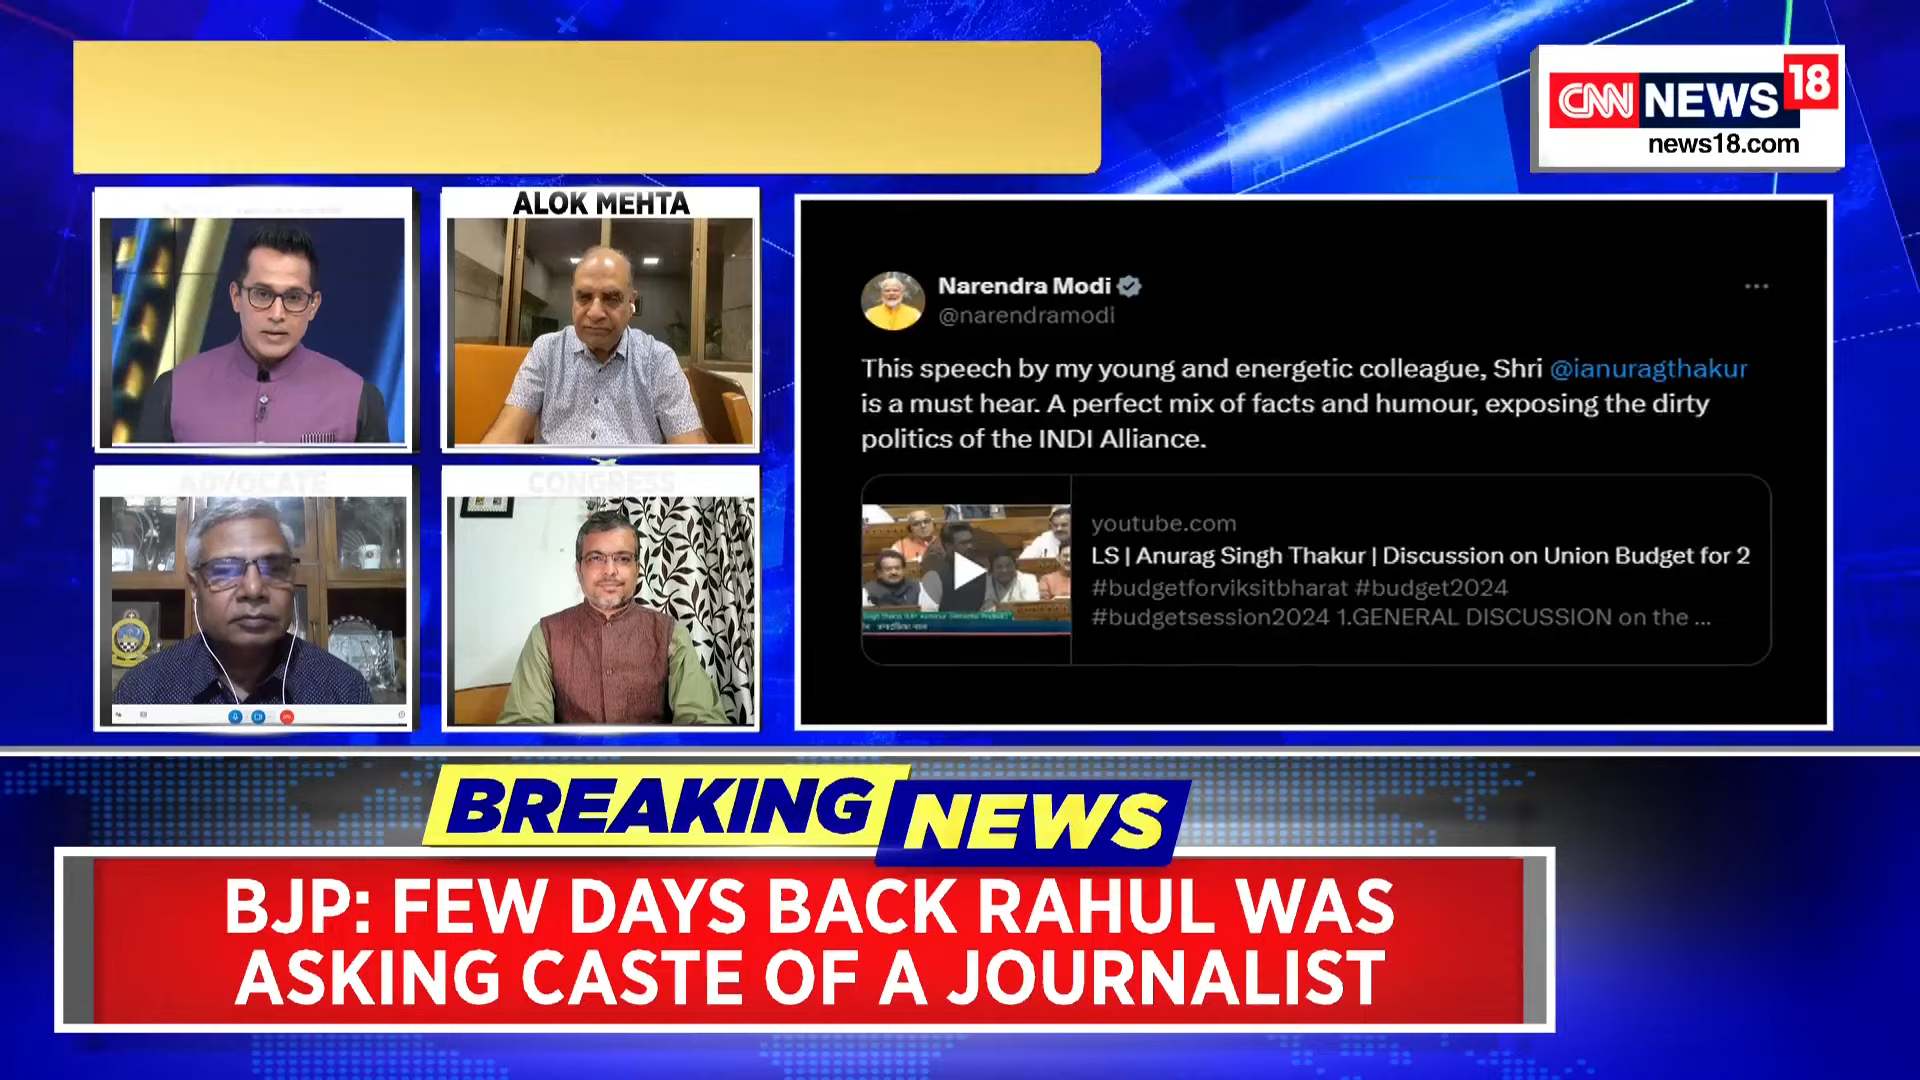 CNN NEWS 18
news18.com
ALOK MEHTA
ADVOCATE
CONGRESS
Narendra Modi
@narendramodi
This speech by my young and energetic colleague, Shri @ianuragthakur
is a must hear. A perfect mix of facts and humour, exposing the dirty
politics of the INDI Alliance.
youtube.com
LS | Anurag Singh Thakur | Discussion on Union Budget for 2
#budgetforviksitbharat #budget2024
#budgetsession2024 1.GENERAL DISCUSSION on the ...
BREAKING NEWS
BJP: FEW DAYS BACK RAHUL WAS
ASKING CASTE OF A JOURNALIST